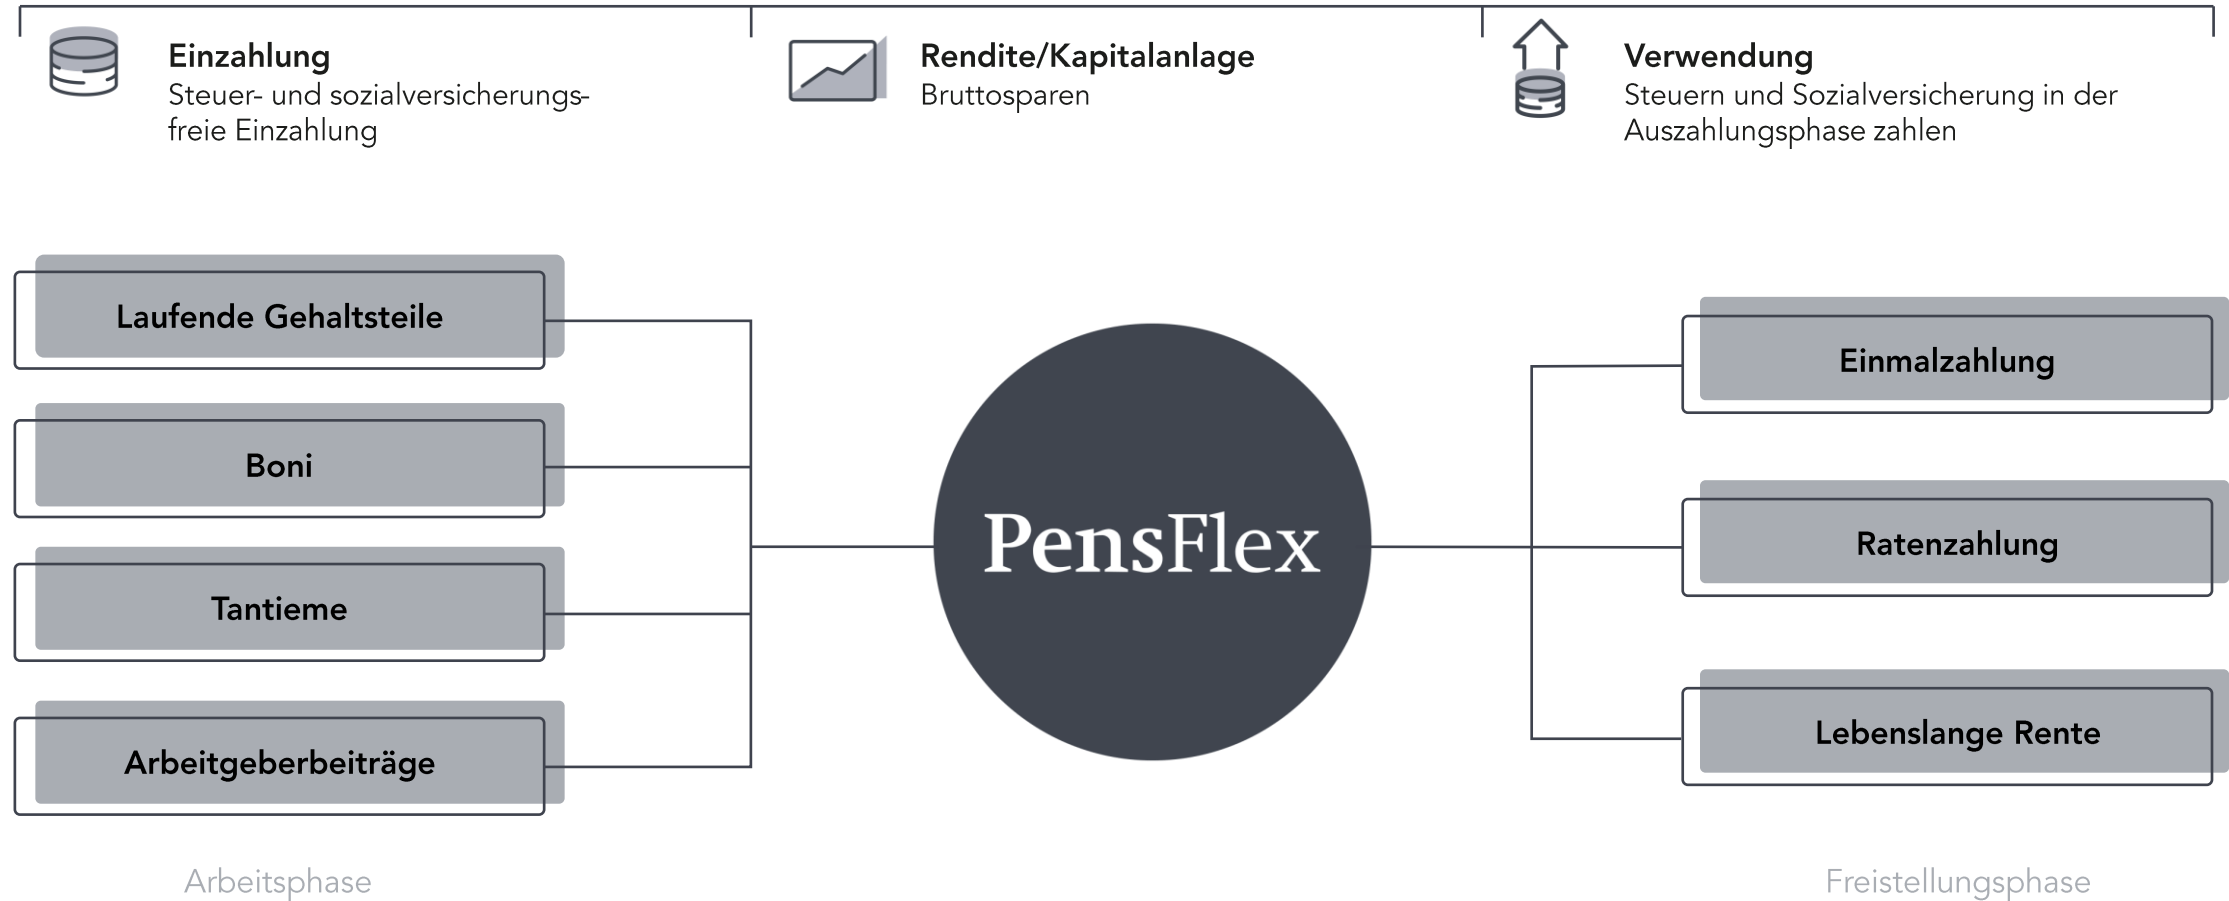 Einzahlung
Steuer- und sozialversicherungs-
freie Einzahlung
Rendite/Kapitalanlage
Bruttosparen
Verwendung
Steuern und Sozialversicherung in der
Auszahlungsphase zahlen
Laufende Gehaltsteile
Boni
Tantieme
Arbeitgeberbeiträge
PensFlex
Einmalzahlung
Ratenzahlung
Lebenslange Rente
Arbeitsphase
Freistellungsphase